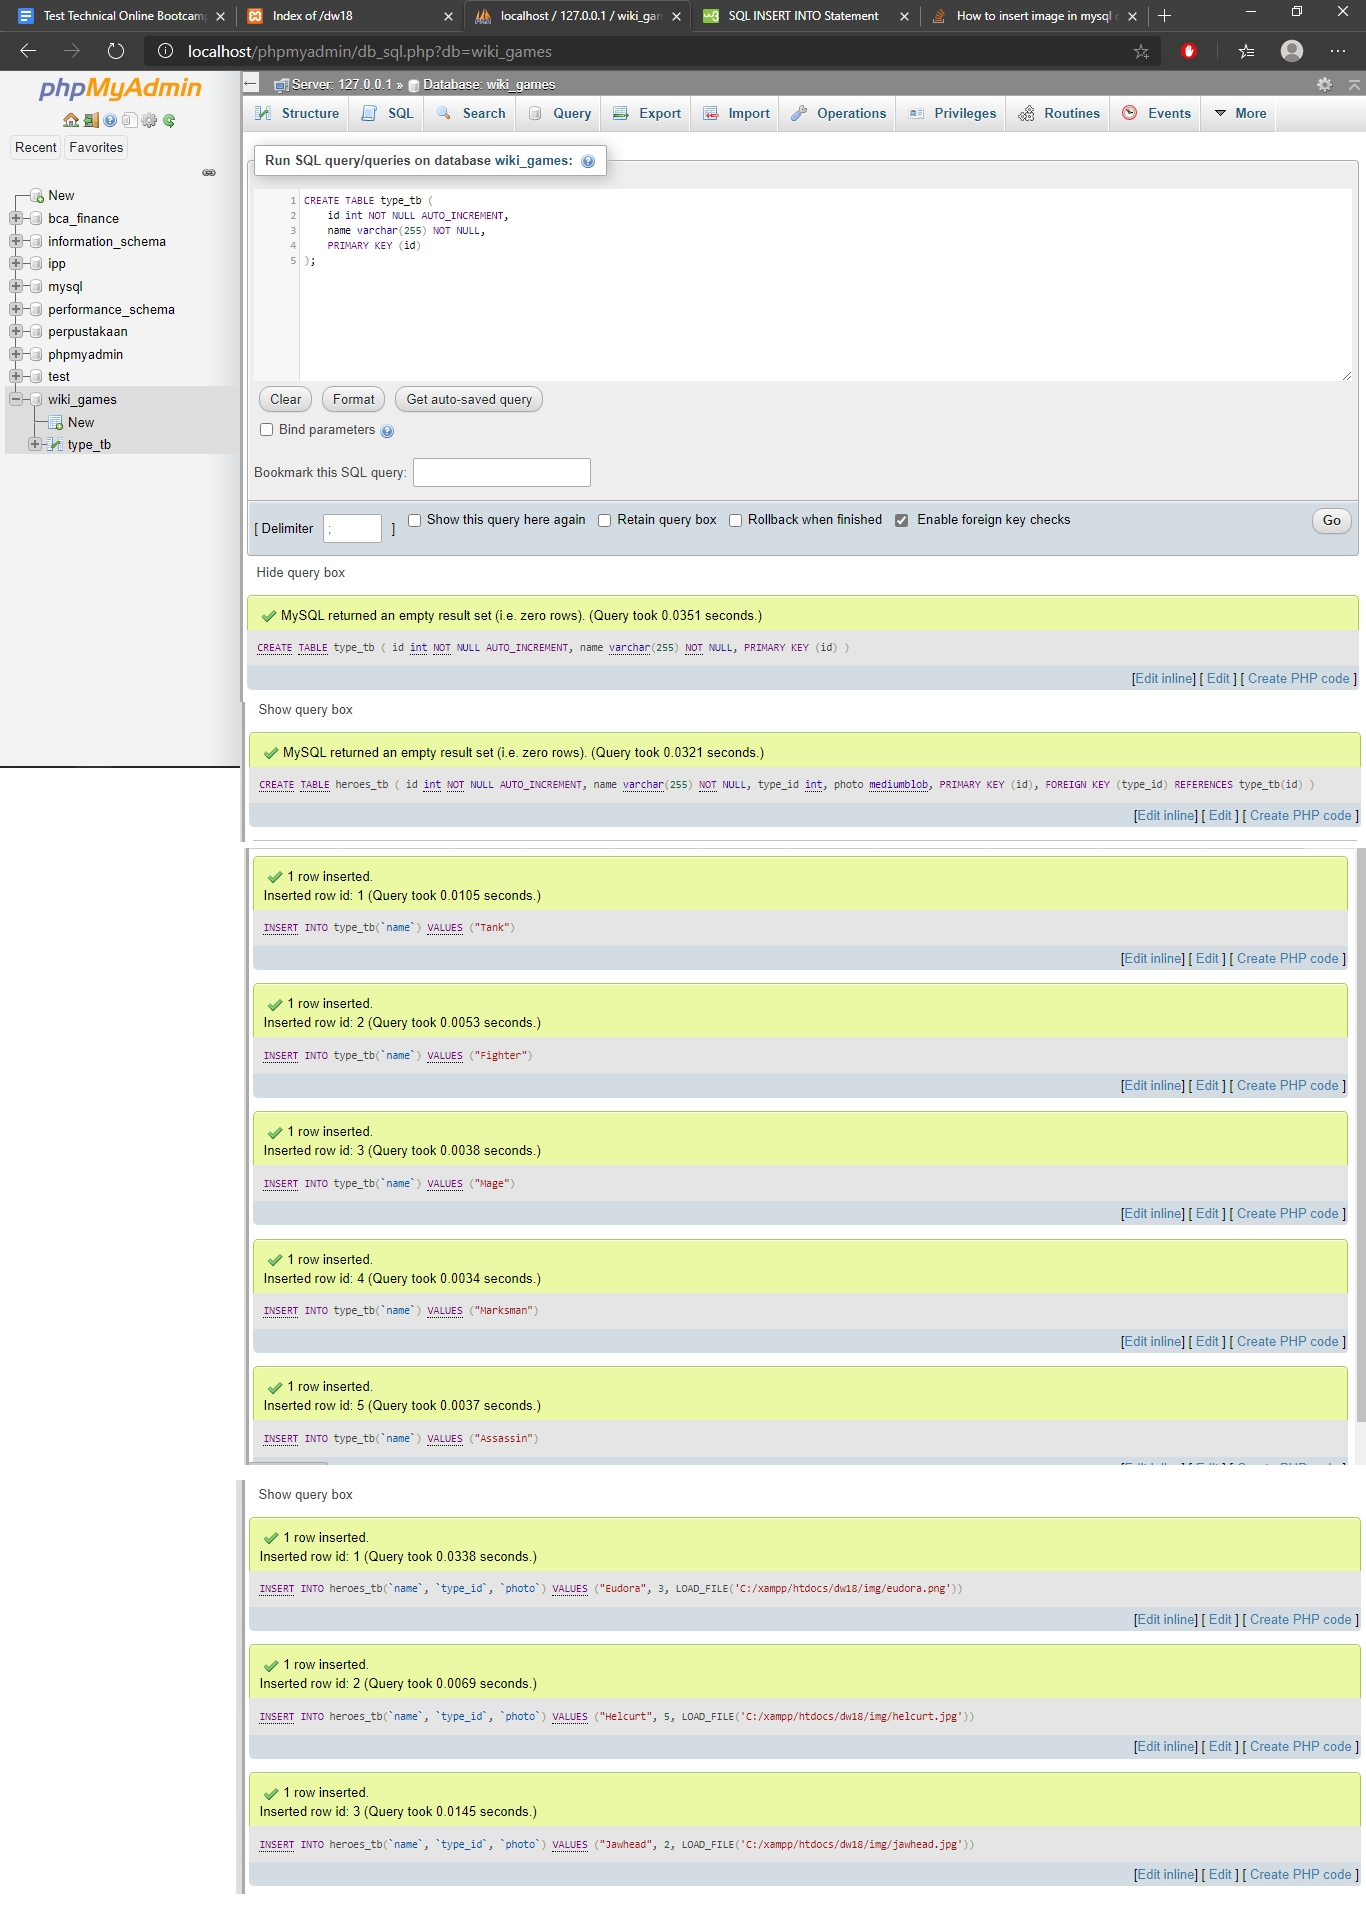 Test Technical Online Bootcam
Index of /dw18
localhost / 127.0.0.1 / wiki_gam
SQL INSERT INTO Statement
How to insert image in mysql
localhost/phpmyadmin/db_sql.php?db=wiki_games
phpMyAdmin
Recent
Favorites
New
bca_finance
information_schema
ipp
mysql
performance_schema
perpustakaan
phpmyadmin
test
wiki_games
New
type_tb
Server: 127.0.0.1 » Database: wiki_games
Structure SQL Search Query Export Import Operations Privileges Routines Events More
Run SQL query/queries on database wiki_games:
1 CREATE TABLE type_tb (
2 id int NOT NULL AUTO_INCREMENT,
3 name varchar(255) NOT NULL,
4 PRIMARY KEY (id)
5 );
Clear Format Get auto-saved query
Bind parameters
Bookmark this SQL query:
[ Delimiter ; ] Show this query here again Retain query box Rollback when finished Enable foreign key checks Go
Hide query box
MySQL returned an empty result set (i.e. zero rows). (Query took 0.0351 seconds.)
CREATE TABLE type_tb ( id int NOT NULL AUTO_INCREMENT, name varchar(255) NOT NULL, PRIMARY KEY (id) )
[Edit inline] [ Edit ] [ Create PHP code ]
Show query box
MySQL returned an empty result set (i.e. zero rows). (Query took 0.0321 seconds.)
CREATE TABLE heroes_tb ( id int NOT NULL AUTO_INCREMENT, name varchar(255) NOT NULL, type_id int, photo mediumblob, PRIMARY KEY (id), FOREIGN KEY (type_id) REFERENCES type_tb(id) )
[Edit inline] [ Edit ] [ Create PHP code ]
1 row inserted.
Inserted row id: 1 (Query took 0.0105 seconds.)
INSERT INTO type_tb(`name`) VALUES ("Tank")
[Edit inline] [ Edit ] [ Create PHP code ]
1 row inserted.
Inserted row id: 2 (Query took 0.0053 seconds.)
INSERT INTO type_tb(`name`) VALUES ("Fighter")
[Edit inline] [ Edit ] [ Create PHP code ]
1 row inserted.
Inserted row id: 3 (Query took 0.0038 seconds.)
INSERT INTO type_tb(`name`) VALUES ("Mage")
[Edit inline] [ Edit ] [ Create PHP code ]
1 row inserted.
Inserted row id: 4 (Query took 0.0034 seconds.)
INSERT INTO type_tb(`name`) VALUES ("Marksman")
[Edit inline] [ Edit ] [ Create PHP code ]
1 row inserted.
Inserted row id: 5 (Query took 0.0037 seconds.)
INSERT INTO type_tb(`name`) VALUES ("Assassin")
Show query box
1 row inserted.
Inserted row id: 1 (Query took 0.0338 seconds.)
INSERT INTO heroes_tb(`name`, `type_id`, `photo`) VALUES ("Eudora", 3, LOAD_FILE('C:/xampp/htdocs/dw18/img/eudora.png'))
[Edit inline] [ Edit ] [ Create PHP code ]
1 row inserted.
Inserted row id: 2 (Query took 0.0069 seconds.)
INSERT INTO heroes_tb(`name`, `type_id`, `photo`) VALUES ("Helcurt", 5, LOAD_FILE('C:/xampp/htdocs/dw18/img/helcurt.jpg'))
[Edit inline] [ Edit ] [ Create PHP code ]
1 row inserted.
Inserted row id: 3 (Query took 0.0145 seconds.)
INSERT INTO heroes_tb(`name`, `type_id`, `photo`) VALUES ("Jawhead", 2, LOAD_FILE('C:/xampp/htdocs/dw18/img/jawhead.jpg'))
[Edit inline] [ Edit ] [ Create PHP code ]